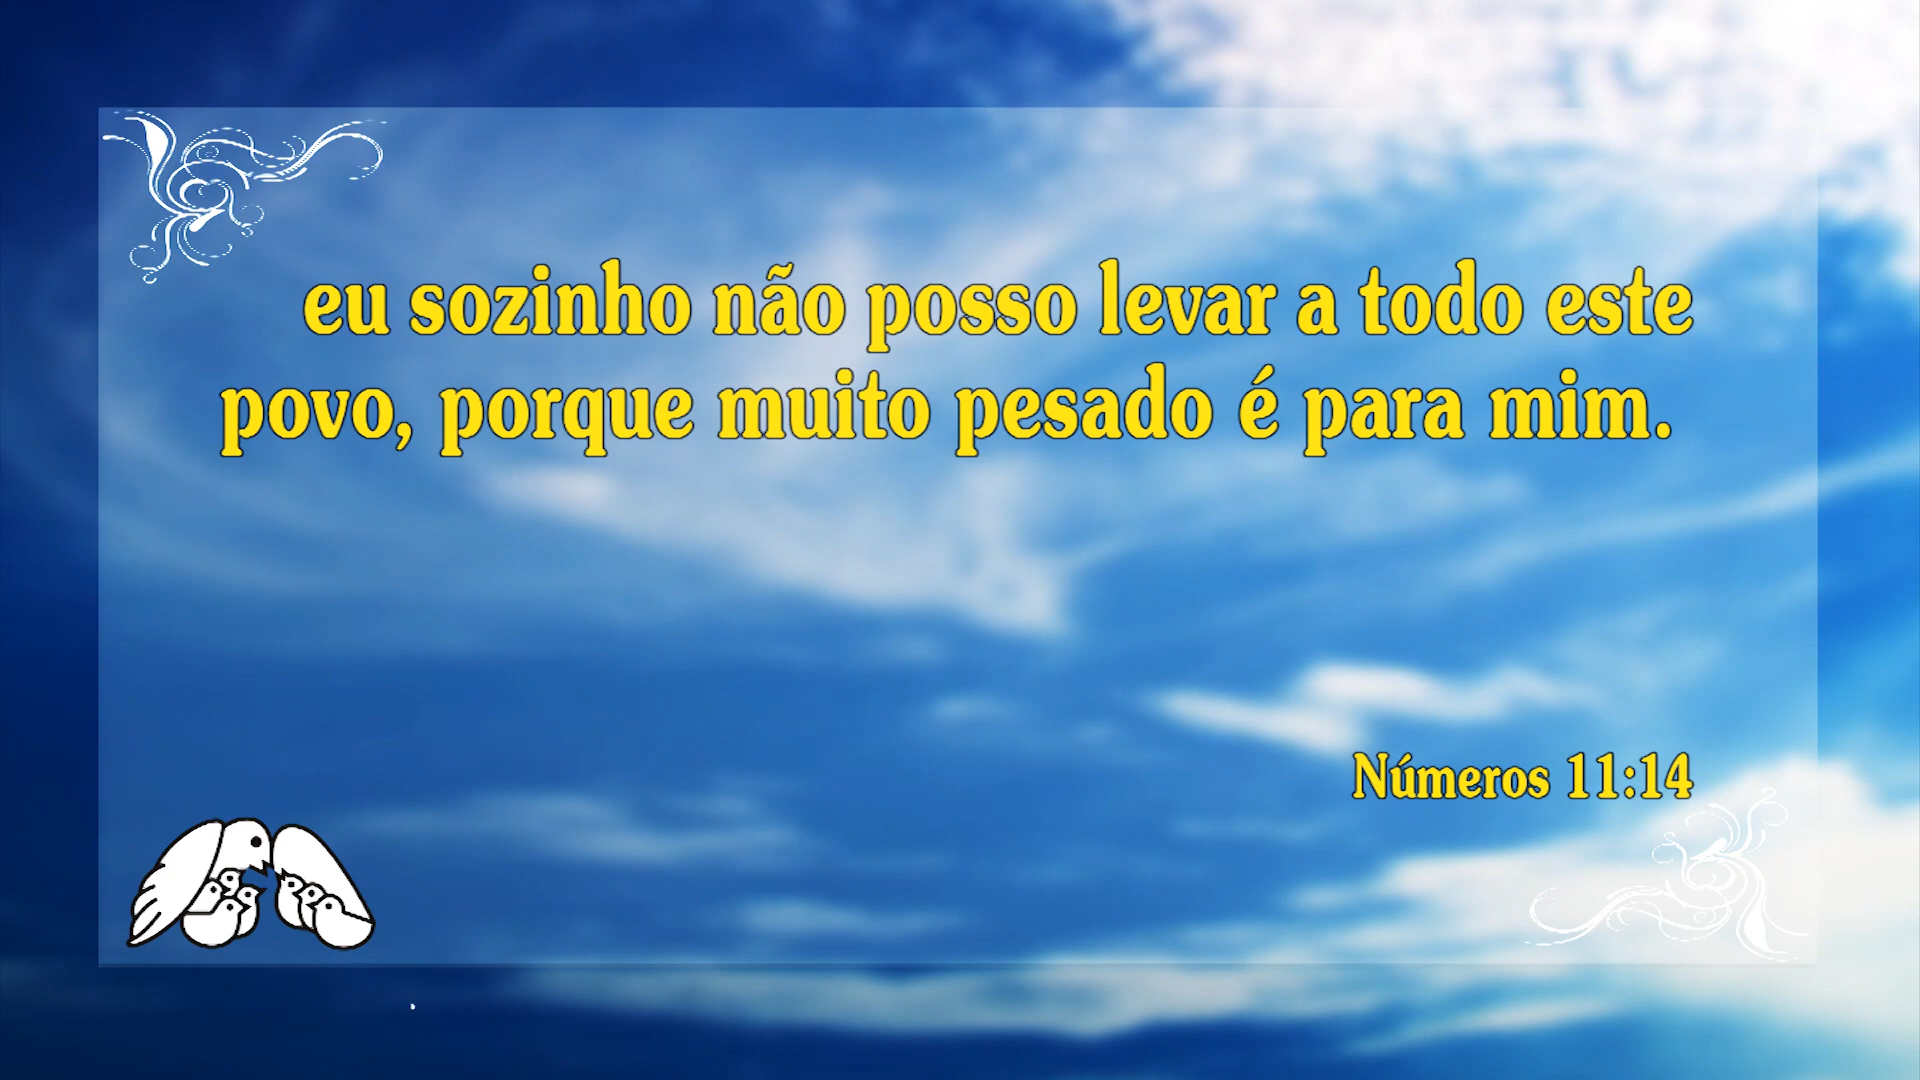 eu sozinho não posso levar a todo este
povo, porque muito pesado é para mim.
Números 11:14